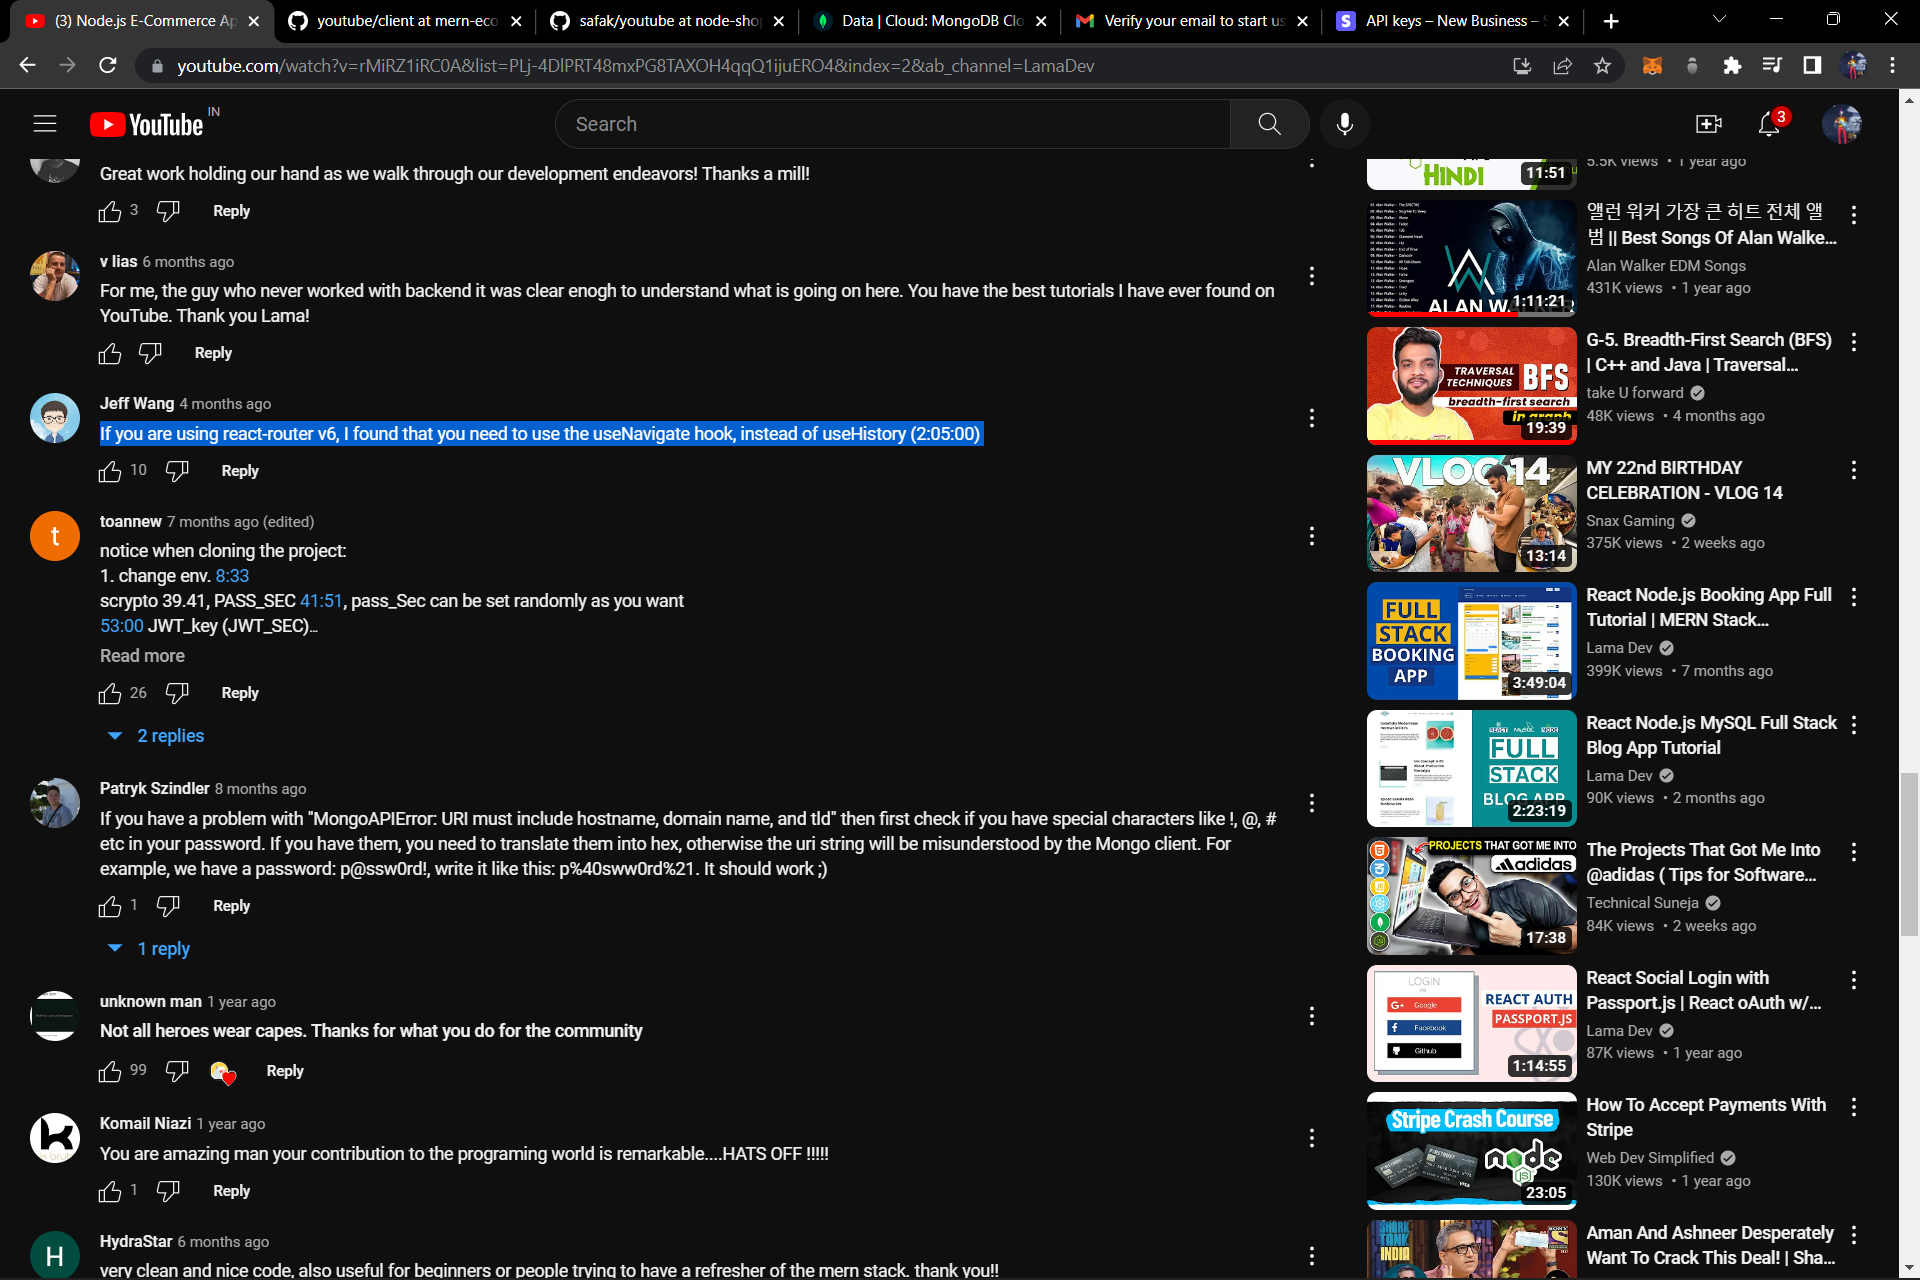 (3) Node.js E-Commerce Ap
youtube/client at mern-eco
safak/youtube at node-shop
Data | Cloud: MongoDB Clo
Verify your email to start us
API keys – New Business – S
youtube.com/watch?v=rMiRZ1iRC0A&list=PLj-4DlPRT48mxPG8TAXOH4qqQ1ijuERO4&index=2&ab_channel=LamaDev
YouTube IN
Search
3
Great work holding our hand as we walk through our development endeavors! Thanks a mill!
3 Reply
v lias 6 months ago
For me, the guy who never worked with backend it was clear enogh to understand what is going on here. You have the best tutorials I have ever found on
YouTube. Thank you Lama!
Reply
Jeff Wang 4 months ago
If you are using react-router v6, I found that you need to use the useNavigate hook, instead of useHistory (2:05:00)
10 Reply
t
toannew 7 months ago (edited)
notice when cloning the project:
1. change env. 8:33
scrypto 39.41, PASS_SEC 41:51, pass_Sec can be set randomly as you want
53:00 JWT_key (JWT_SEC)…
Read more
26 Reply
2 replies
Patryk Szindler 8 months ago
If you have a problem with "MongoAPIError: URI must include hostname, domain name, and tld" then first check if you have special characters like !, @, #
etc in your password. If you have them, you need to translate them into hex, otherwise the uri string will be misunderstood by the Mongo client. For
example, we have a password: p@ssw0rd!, write it like this: p%40sww0rd%21. It should work ;)
1 Reply
1 reply
unknown man 1 year ago
Not all heroes wear capes. Thanks for what you do for the community
99 Reply
Komail Niazi 1 year ago
You are amazing man your contribution to the programing world is remarkable....HATS OFF !!!!!
1 Reply
H
HydraStar 6 months ago
very clean and nice code, also useful for beginners or people trying to have a refresher of the mern stack. thank you!!
HINDI
11:51
5.5K views • 1 year ago
ALAN WALKER
1:11:21
앨런 워커 가장 큰 히트 전체 앨
범 || Best Songs Of Alan Walke...
Alan Walker EDM Songs
431K views • 1 year ago
TRAVERSAL
TECHNIQUES
BFS
breadth-first search
in graph
19:39
G-5. Breadth-First Search (BFS)
| C++ and Java | Traversal...
take U forward
48K views • 4 months ago
VLOG 14
13:14
MY 22nd BIRTHDAY
CELEBRATION - VLOG 14
Snax Gaming
375K views • 2 weeks ago
FULL
STACK
BOOKING
APP
3:49:04
React Node.js Booking App Full
Tutorial | MERN Stack...
Lama Dev
399K views • 7 months ago
REACT MySQL NODE
FULL
STACK
BLOG APP
2:23:19
React Node.js MySQL Full Stack
Blog App Tutorial
Lama Dev
90K views • 2 months ago
PROJECTS THAT GOT ME INTO
adidas
17:38
The Projects That Got Me Into
@adidas ( Tips for Software...
Technical Suneja
84K views • 2 weeks ago
LOGIN
Google
Facebook
Github
REACT AUTH
PASSPORT.JS
1:14:55
React Social Login with
Passport.js | React oAuth w/...
Lama Dev
87K views • 1 year ago
Stripe Crash Course
node
JS
VISA
23:05
How To Accept Payments With
Stripe
Web Dev Simplified
130K views • 1 year ago
SHARK
TANK
INDIA
SONY
Aman And Ashneer Desperately
Want To Crack This Deal! | Sha...